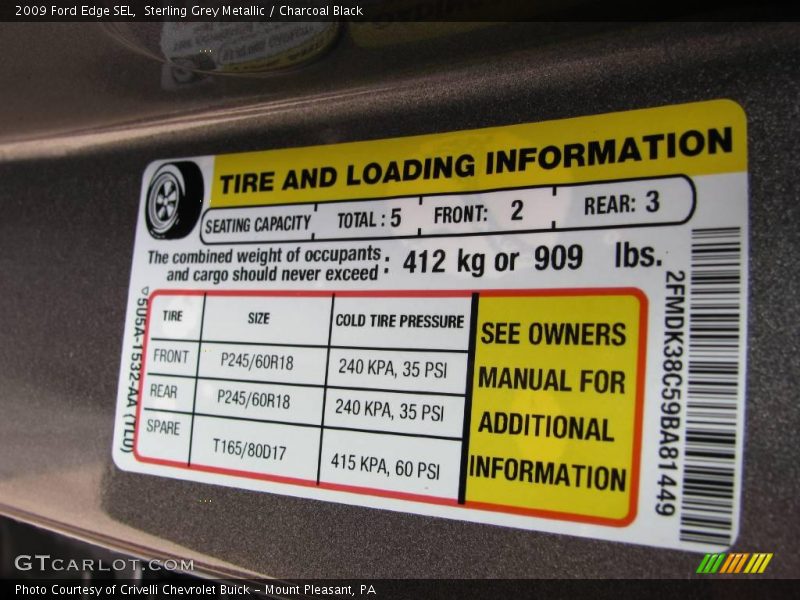 2009 Ford Edge SEL, Sterling Grey Metallic / Charcoal Black
TIRE AND LOADING INFORMATION
SEATING CAPACITY TOTAL : 5 FRONT: 2 REAR: 3
The combined weight of occupants
and cargo should never exceed : 412 kg or 909 lbs.
TIRE SIZE COLD TIRE PRESSURE
FRONT P245/60R18 240 KPA, 35 PSI
REAR P245/60R18 240 KPA, 35 PSI
SPARE T165/80D17 415 KPA, 60 PSI
SEE OWNERS
MANUAL FOR
ADDITIONAL
INFORMATION
5U5A-1532-AA (TLU)
2FMDK38C59BA81449
GTCARLOT.COM
Photo Courtesy of Crivelli Chevrolet Buick - Mount Pleasant, PA